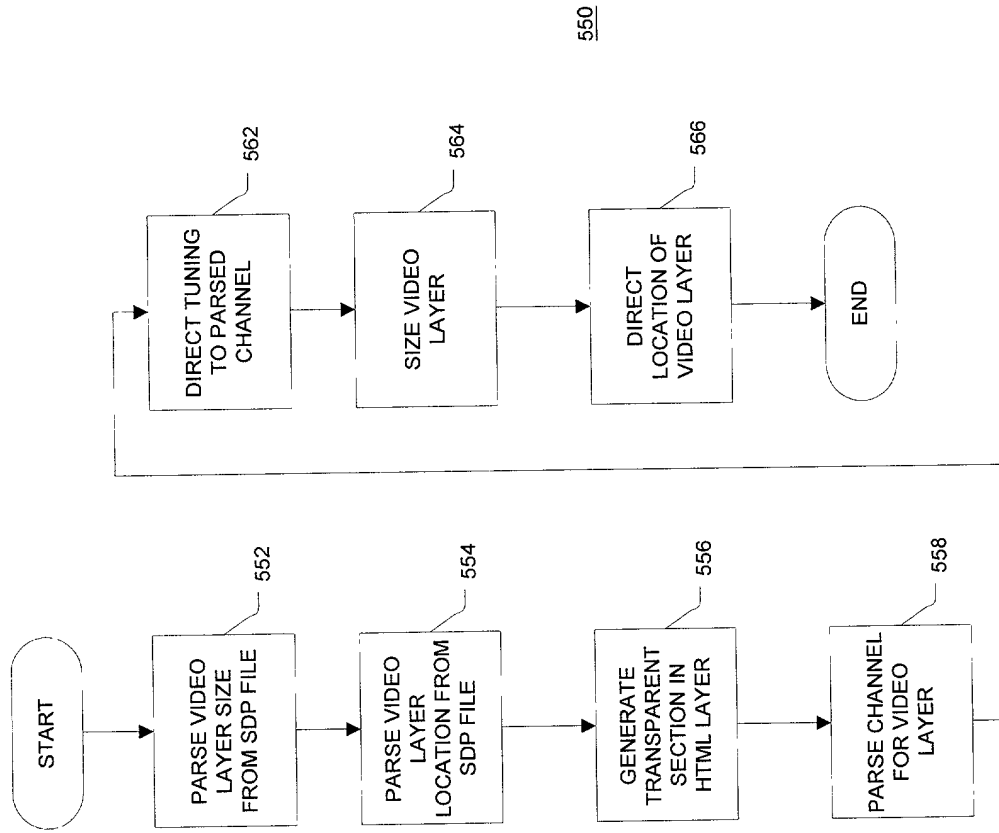 START
PARSE VIDEO
LAYER SIZE
FROM SDP FILE
552
PARSE VIDEO
LAYER
LOCATION FROM
SDP FILE
554
GENERATE
TRANSPARENT
SECTION IN
HTML LAYER
556
PARSE CHANNEL
FOR VIDEO
LAYER
558
DIRECT TUNING
TO PARSED
CHANNEL
562
SIZE VIDEO
LAYER
564
DIRECT
LOCATION OF
VIDEO LAYER
566
END
550